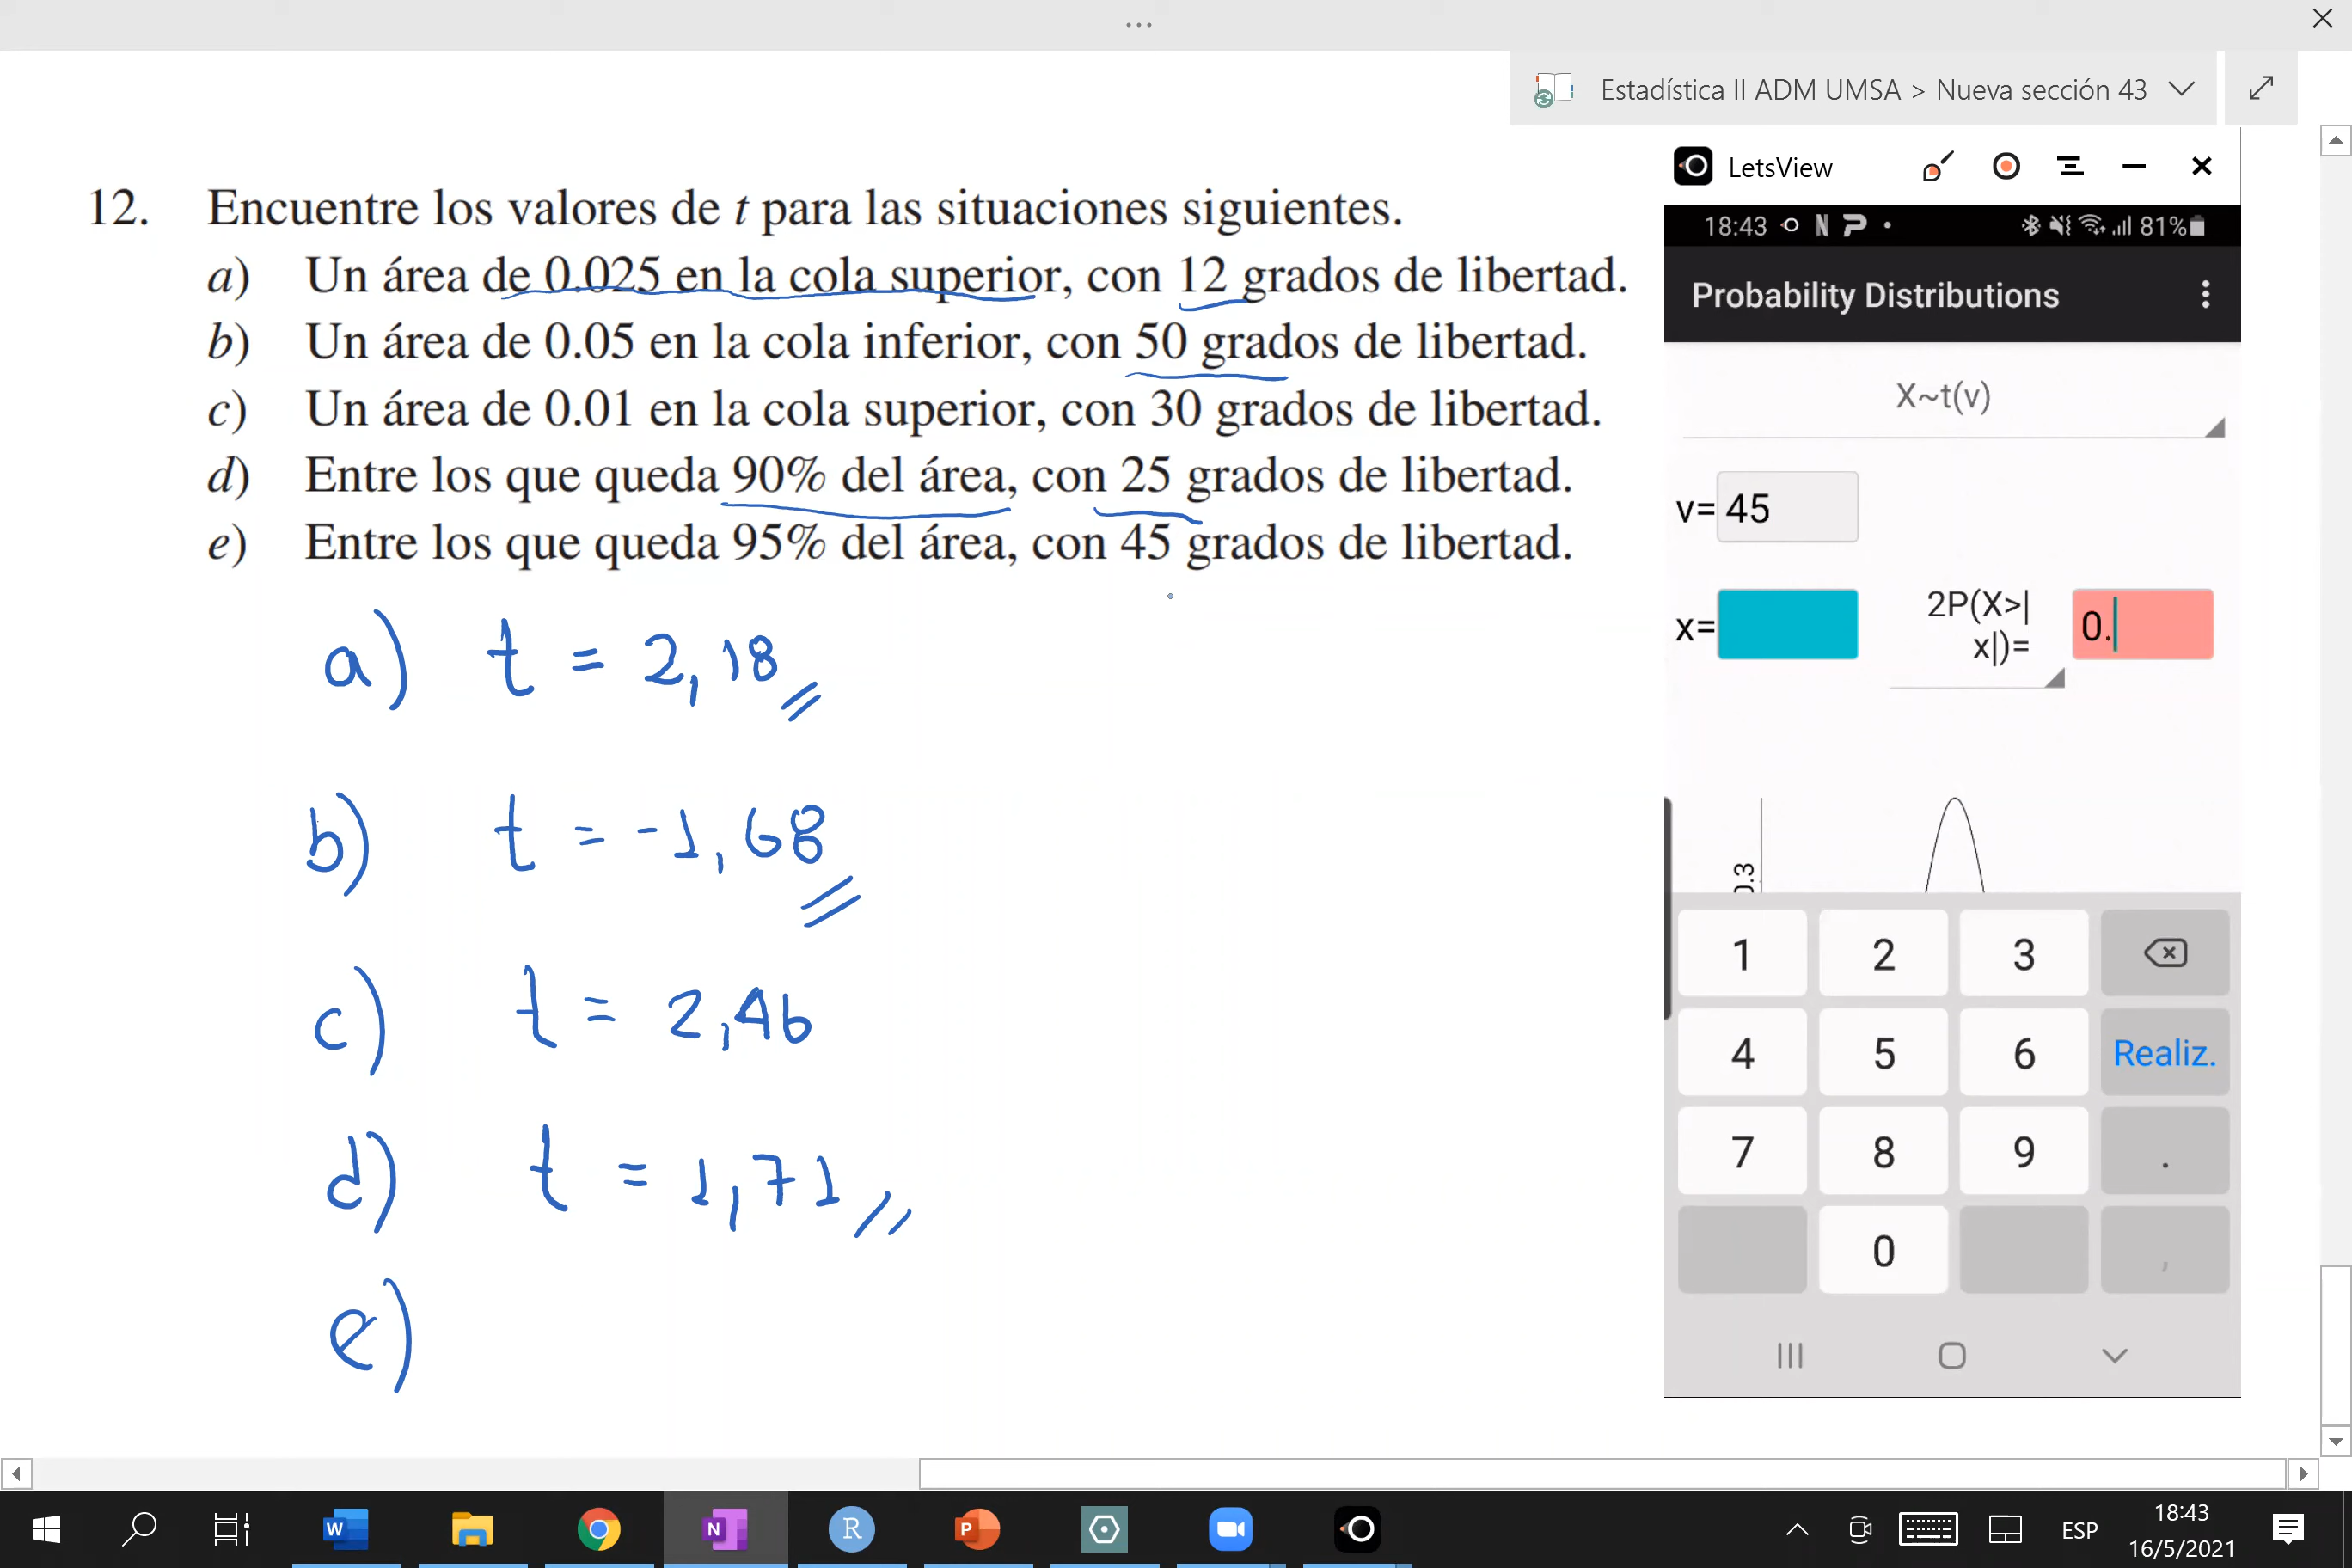 Estadística II ADM UMSA > Nueva sección 43
LetsView
18:43
81%
Probability Distributions
X~t(v)
v= 45
x=
2P(X>|
x|)=
0.
0.3
1 2 3
4 5 6 Realiz.
7 8 9 .
0 ,
12. Encuentre los valores de t para las situaciones siguientes.
a) Un área de 0.025 en la cola superior, con 12 grados de libertad.
b) Un área de 0.05 en la cola inferior, con 50 grados de libertad.
c) Un área de 0.01 en la cola superior, con 30 grados de libertad.
d) Entre los que queda 90% del área, con 25 grados de libertad.
e) Entre los que queda 95% del área, con 45 grados de libertad.
a) t = 2,18
b) t = -1,68
c) t = 2,46
d) t = 1,71
e)
ESP
18:43
16/5/2021